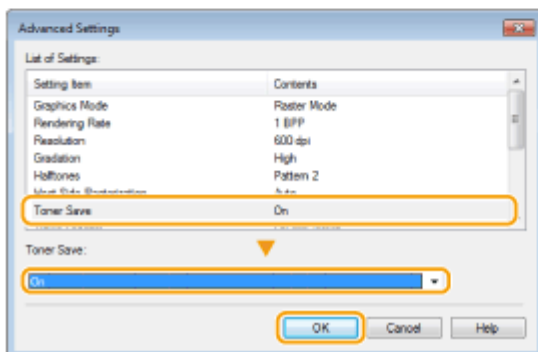 Advanced Settings
List of Settings:
Setting Item Contents
Graphics Mode Raster Mode
Rendering Rate 1 BPP
Resolution 600 dpi
Gradation High
Halftones Pattern 2
Toner Save On
Toner Save:
On
OK Cancel Help